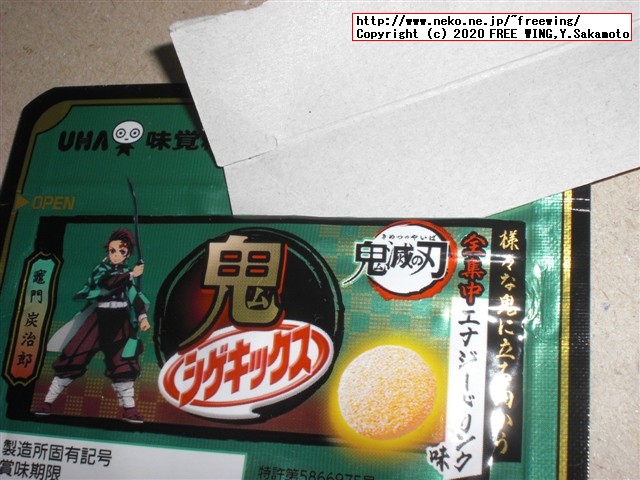 http://www.neko.ne.jp/~freewing/
Copyright (c) 2020 FREE WING,Y.Sakamoto
UHA 味覚
OPEN
竈門 炭治郎
鬼
シゲキックス
きめつのやいば
鬼滅の刃
様々な鬼に立ち向かう
全集中エナジードリンク味
製造所固有記号
賞味期限
特許第5866975号